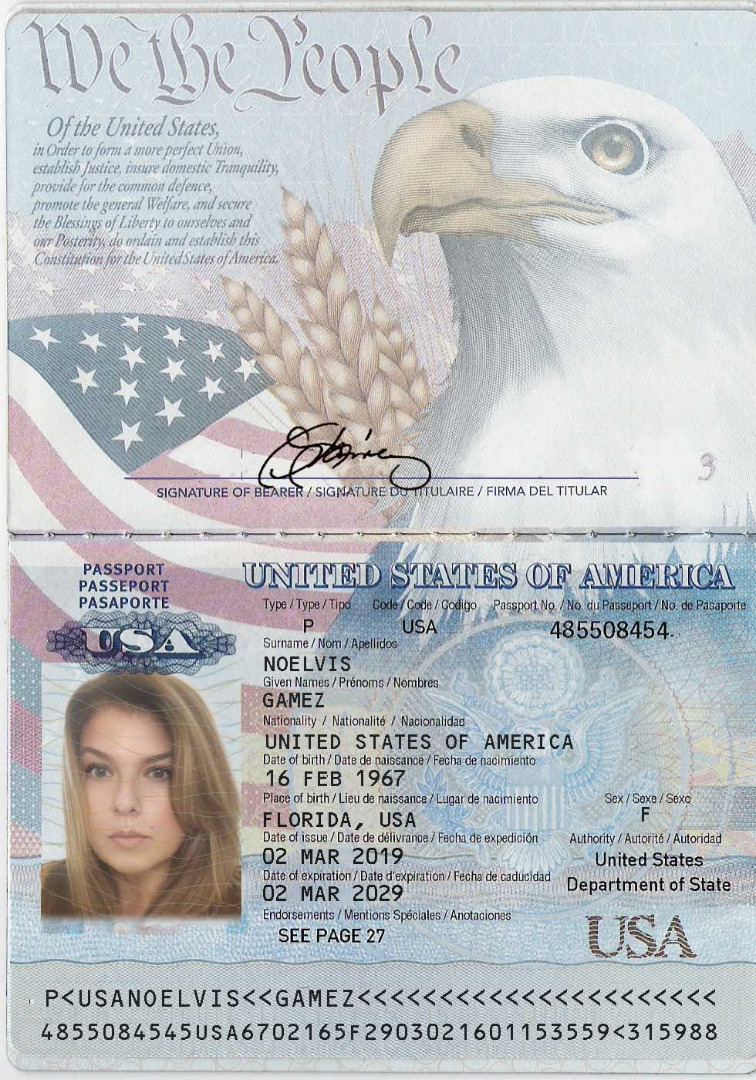 We the People
Of the United States,
in Order to form a more perfect Union,
establish Justice, insure domestic Tranquility,
provide for the common defence,
promote the general Welfare, and secure
the Blessings of Liberty to ourselves and
our Posterity, do ordain and establish this
Constitution for the United States of America.
3
SIGNATURE OF BEARER / SIGNATURE DU TITULAIRE / FIRMA DEL TITULAR
PASSPORT
PASSEPORT
PASAPORTE
USA
UNITED STATES OF AMERICA
Type / Type / Tipo Code / Code / Codigo Passport No. / No. du Passeport / No. de Pasaporte
P USA 485508454.
Surname / Nom / Apellidos
NOELVIS
Given Names / Prénoms / Nombres
GAMEZ
Nationality / Nationalité / Nacionalidad
UNITED STATES OF AMERICA
Date of birth / Date de naissance / Fecha de nacimiento
16 FEB 1967
Place of birth / Lieu de naissance / Lugar de nacimiento Sex / Sexe / Sexo
FLORIDA, USA F
Date of issue / Date de délivrance / Fecha de expedición Authority / Autorité / Autoridad
02 MAR 2019 United States
Date of expiration / Date d'expiration / Fecha de caducidad Department of State
02 MAR 2029
Endorsements / Mentions Spéciales / Anotaciones
SEE PAGE 27
USA
P<USANOELVIS<<GAMEZ<<<<<<<<<<<<<<<<<<<<<<
4855084545USA6702165F2903021601153559<315988